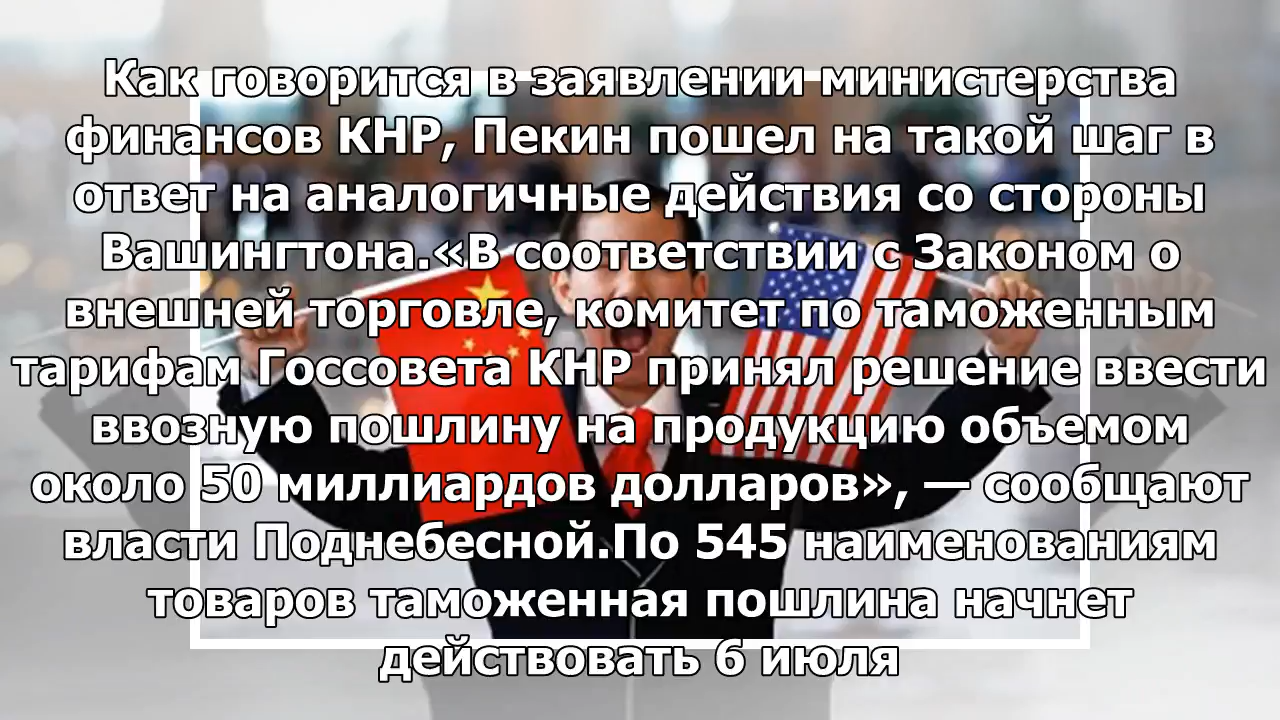 Как говорится в заявлении министерства
финансов КНР, Пекин пошел на такой шаг в
ответ на аналогичные действия со стороны
Вашингтона.«В соответствии с Законом о
внешней торговле, комитет по таможенным
тарифам Госсовета КНР принял решение ввести
ввозную пошлину на продукцию объемом
около 50 миллиардов долларов», — сообщают
власти Поднебесной.По 545 наименованиям
товаров таможенная пошлина начнет
действовать 6 июля